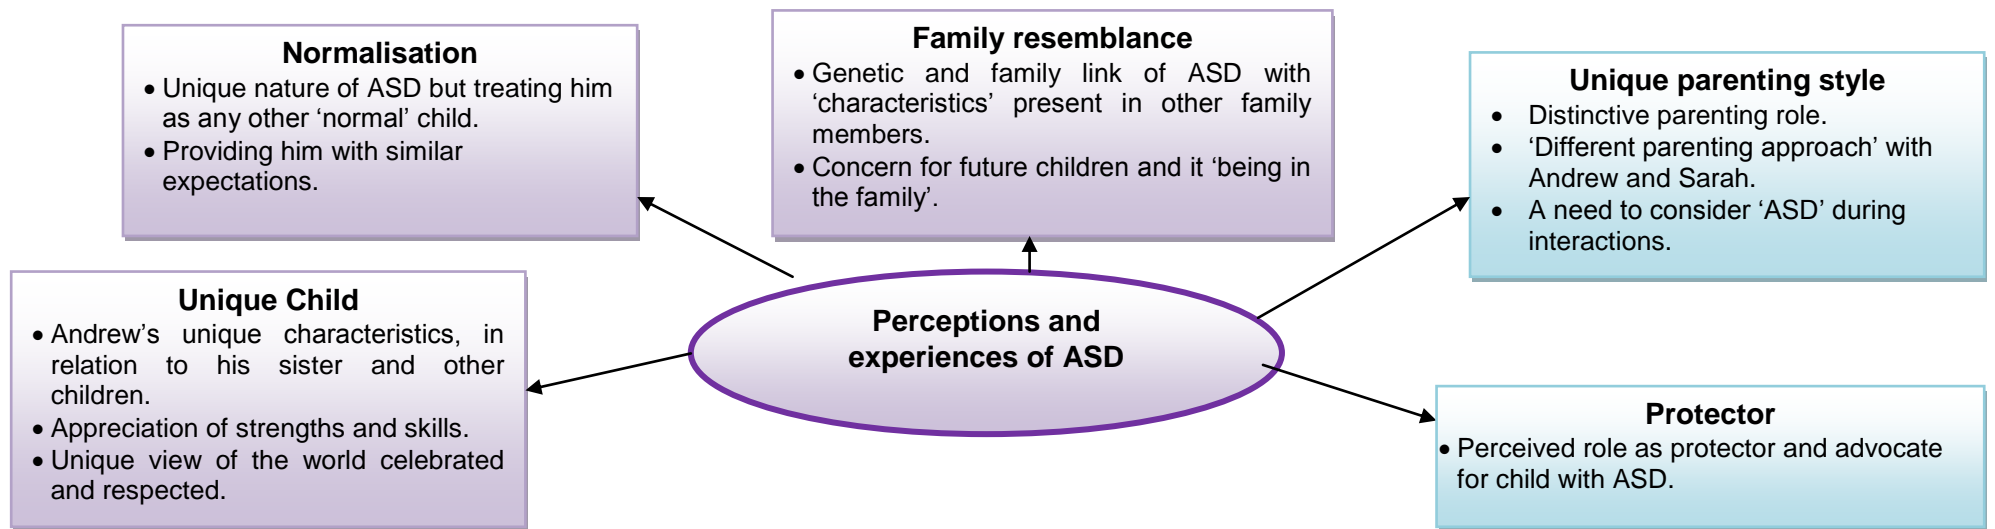 Normalisation
• Unique nature of ASD but treating him
as any other ‘normal’ child.
• Providing him with similar
expectations.
Family resemblance
• Genetic and family link of ASD with
‘characteristics’ present in other family
members.
• Concern for future children and it ‘being in
the family’.
Unique parenting style
• Distinctive parenting role.
• ‘Different parenting approach’ with
Andrew and Sarah.
• A need to consider ‘ASD’ during
interactions.
Unique Child
• Andrew’s unique characteristics, in
relation to his sister and other
children.
• Appreciation of strengths and skills.
• Unique view of the world celebrated
and respected.
Perceptions and
experiences of ASD
Protector
• Perceived role as protector and advocate
for child with ASD.